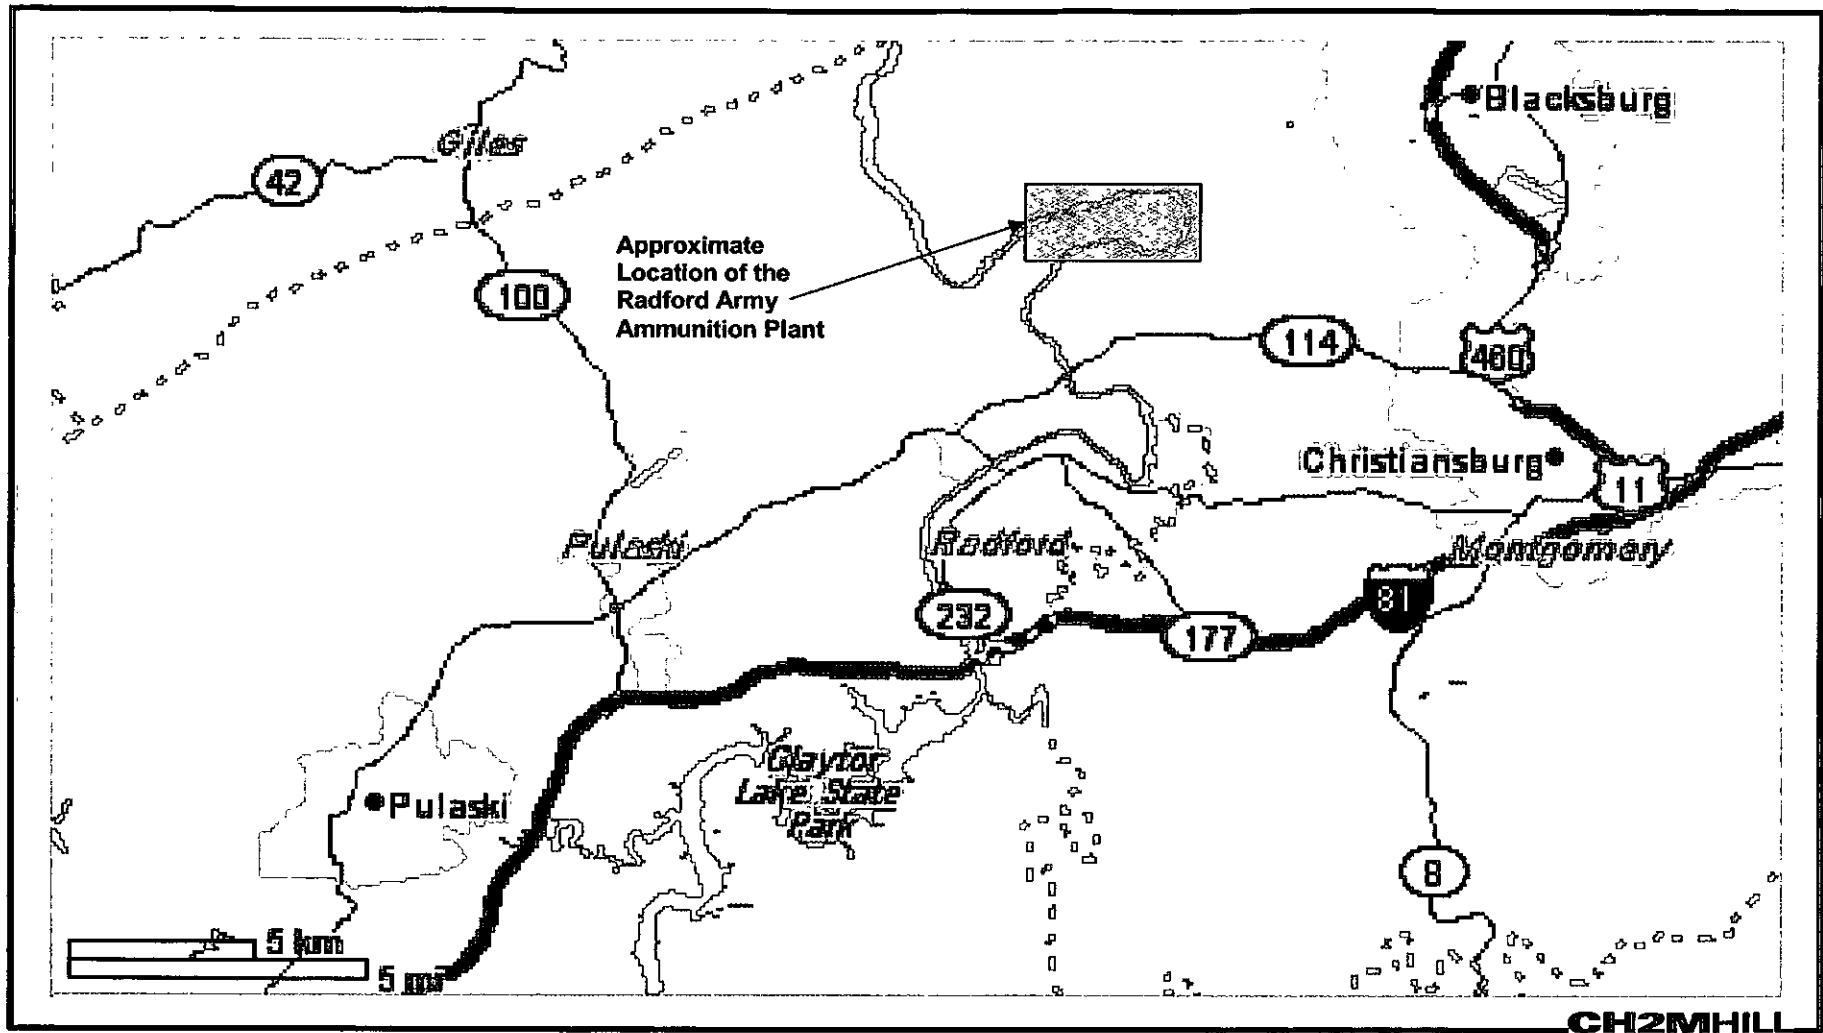 Blacksburg
Giles
42
Approximate
Location of the
Radford Army
Ammunition Plant
100
114
460
Christiansburg
11
Pulaski
Radford
Montgomery
81
232
177
Claytor
Lake State
Park
Pulaski
8
5 km
5 mi
CH2MHILL